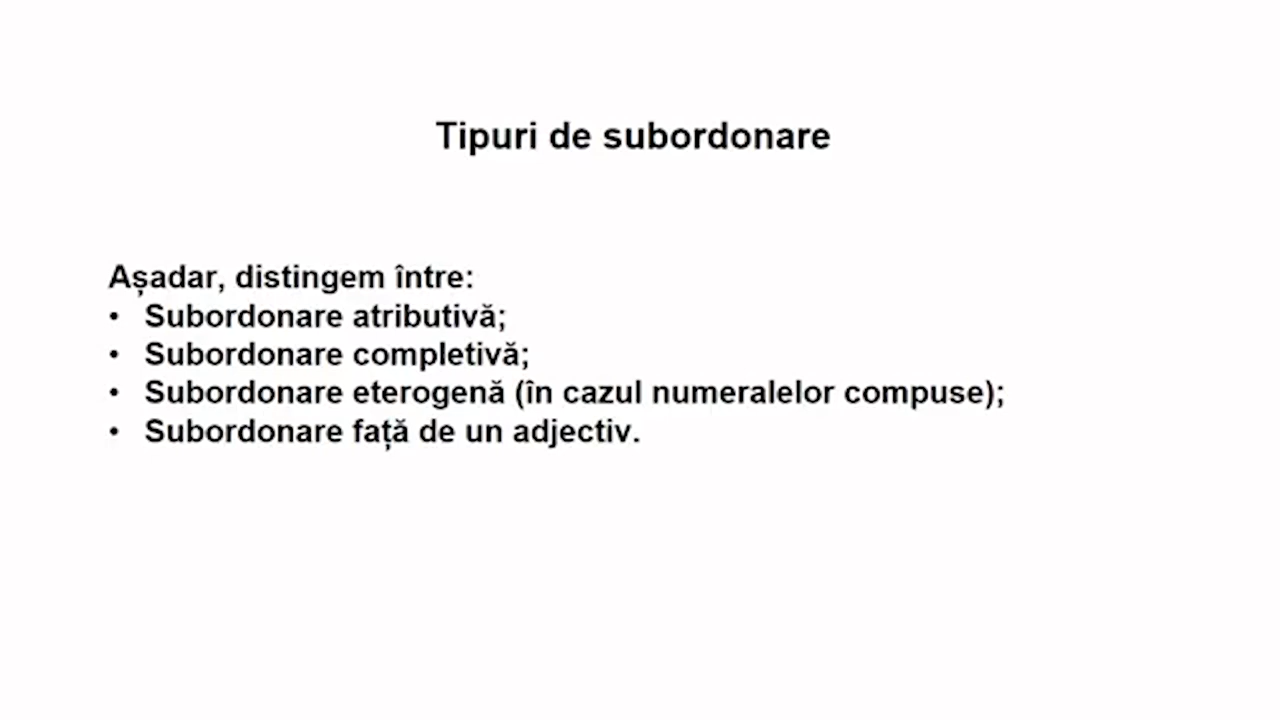 Tipuri de subordonare
Așadar, distingem între:
• Subordonare atributivă;
• Subordonare completivă;
• Subordonare eterogenă (în cazul numeralelor compuse);
• Subordonare față de un adjectiv.